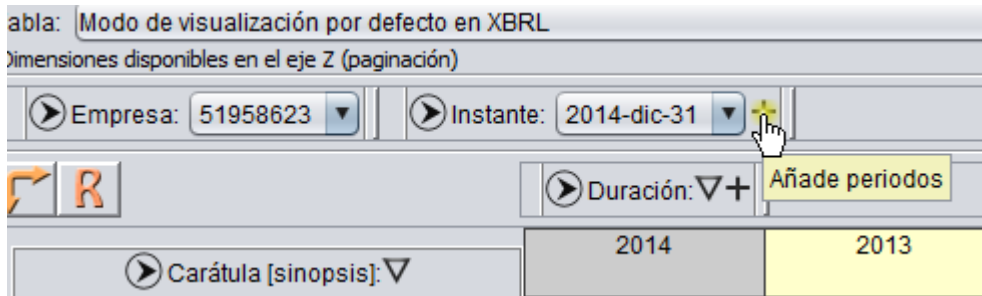 abla: Modo de visualización por defecto en XBRL
Dimensiones disponibles en el eje Z (paginación)
Empresa: 51958623 Instante: 2014-dic-31
R Duración: Añade periodos
2014 2013
Carátula [sinopsis]: